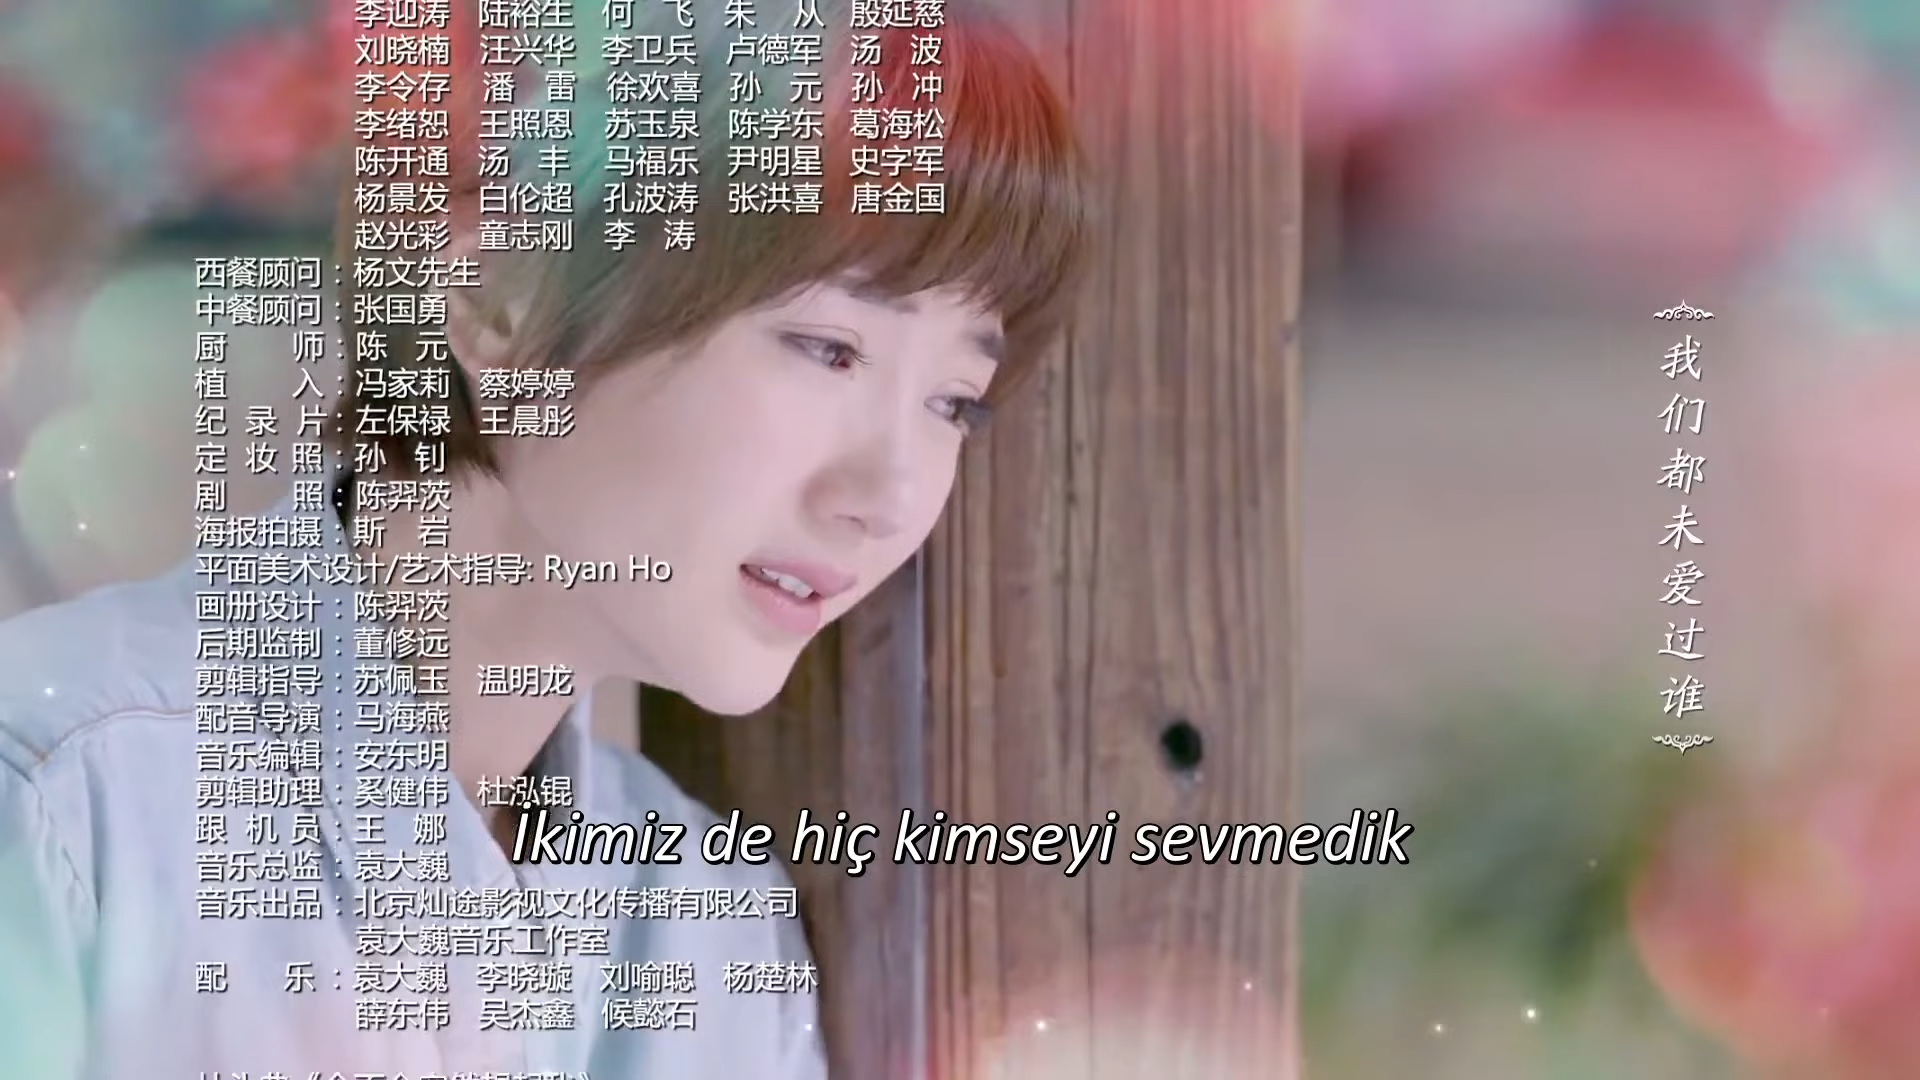 李迎涛 陆裕生 何 飞 朱 从 殷延慈
刘晓楠 汪兴华 李卫兵 卢德军 汤 波
李令存 潘 雷 徐欢喜 孙 元 孙 冲
李绪恕 王照恩 苏玉泉 陈学东 葛海松
陈开通 汤 丰 马福乐 尹明星 史字军
杨景发 白伦超 孔波涛 张洪喜 唐金国
赵光彩 童志刚 李 涛
西餐顾问：杨文先生
中餐顾问：张国勇
厨 师：陈 元
植 入：冯家莉 蔡婷婷
纪 录 片：左保禄 王晨彤
定 妆 照：孙 钊
剧 照：陈羿茨
海报拍摄：斯 岩
平面美术设计/艺术指导: Ryan Ho
画册设计：陈羿茨
后期监制：董修远
剪辑指导：苏佩玉 温明龙
配音导演：马海燕
音乐编辑：安东明
剪辑助理：奚健伟 杜泓锟
跟 机 员：王 娜
音乐总监：袁大巍
音乐出品：北京灿途影视文化传播有限公司
袁大巍音乐工作室
配 乐：袁大巍 李晓璇 刘喻聪 杨楚林
薛东伟 吴杰鑫 候懿石
我们都未爱过谁
İkimiz de hiç kimseyi sevmedik